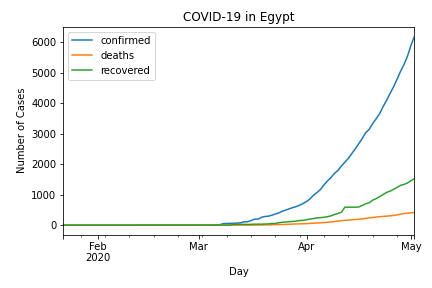 COVID-19 in Egypt
confirmed
deaths
recovered
Number of Cases
6000
5000
4000
3000
2000
1000
0
Feb
2020
Mar
Apr
May
Day